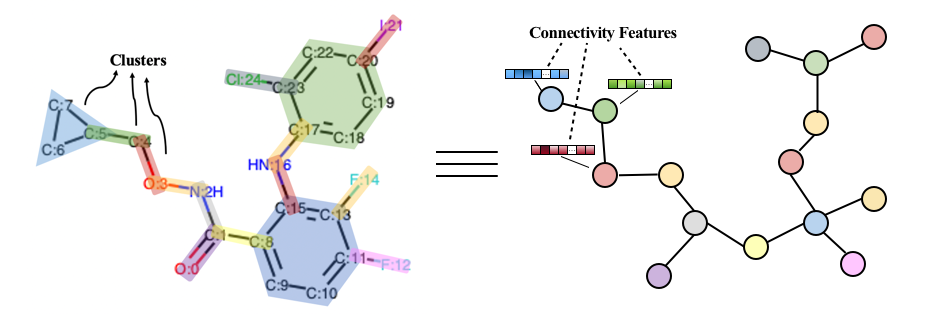 Clusters
Connectivity Features
I:21
C:22
C:20
Cl:24
C:23
C:19
C:7
C:5
C:4
C:17
C:18
C:6
HN:16
O:3
N:2H
F:14
C:15
C:13
C:1
C:8
C:11
F:12
O:0
C:9
C:10